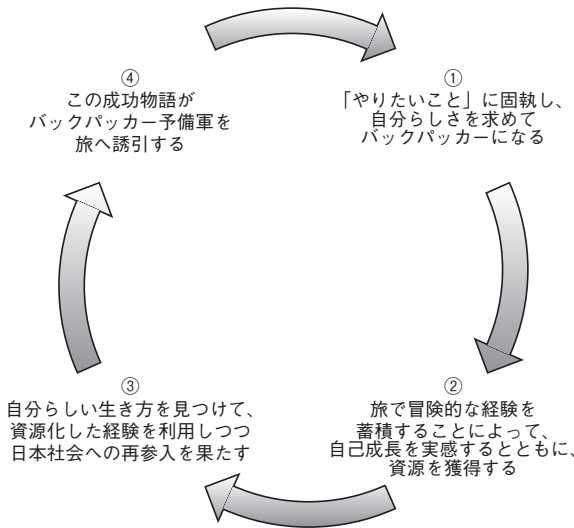 ①
「やりたいこと」に固執し、
自分らしさを求めて
バックパッカーになる
②
旅で冒険的な経験を
蓄積することによって、
自己成長を実感するとともに、
資源を獲得する
③
自分らしい生き方を見つけて、
資源化した経験を利用しつつ
日本社会への再参入を果たす
④
この成功物語が
バックパッカー予備軍を
旅へ誘引する